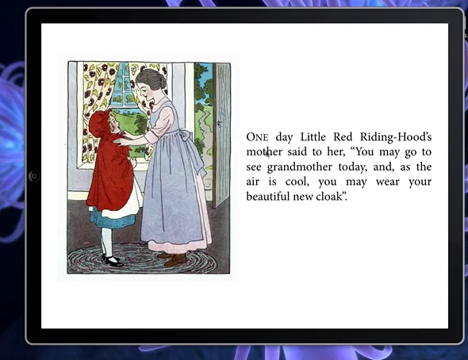 ONE day Little Red Riding-Hood's
mother said to her, “You may go to
see grandmother today, and, as the
air is cool, you may wear your
beautiful new cloak”.